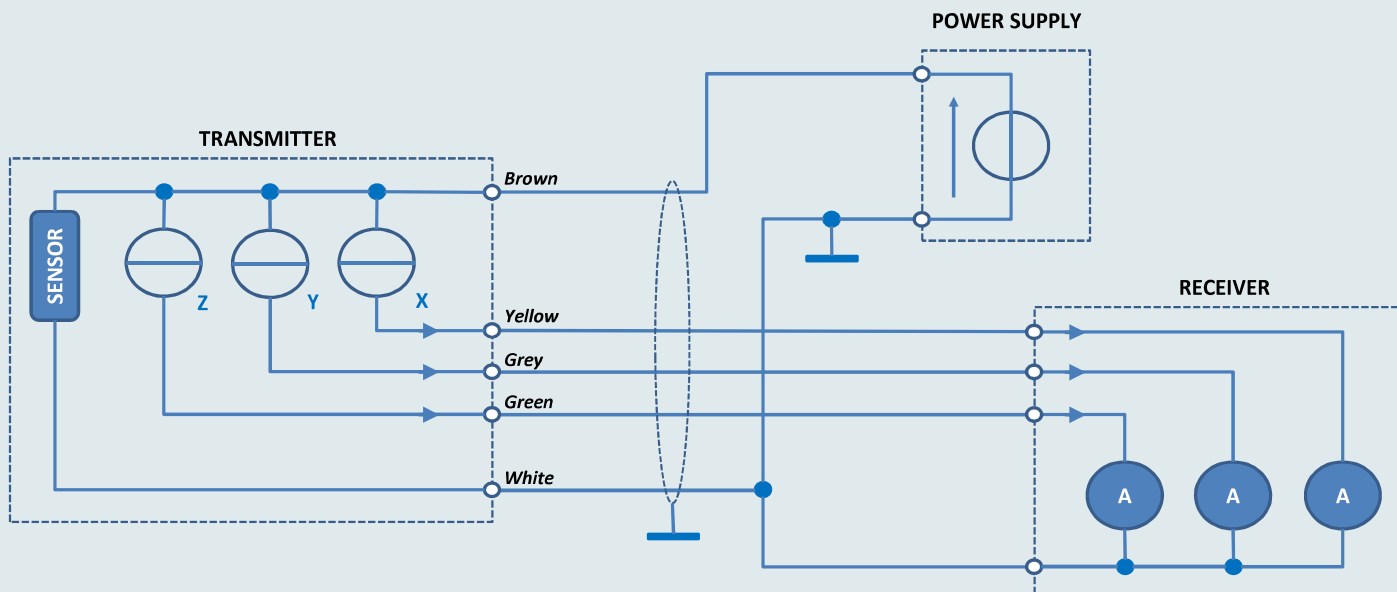 POWER SUPPLY
TRANSMITTER
Brown
SENSOR
Z
Y
X
RECEIVER
Yellow
Grey
Green
White
A
A
A